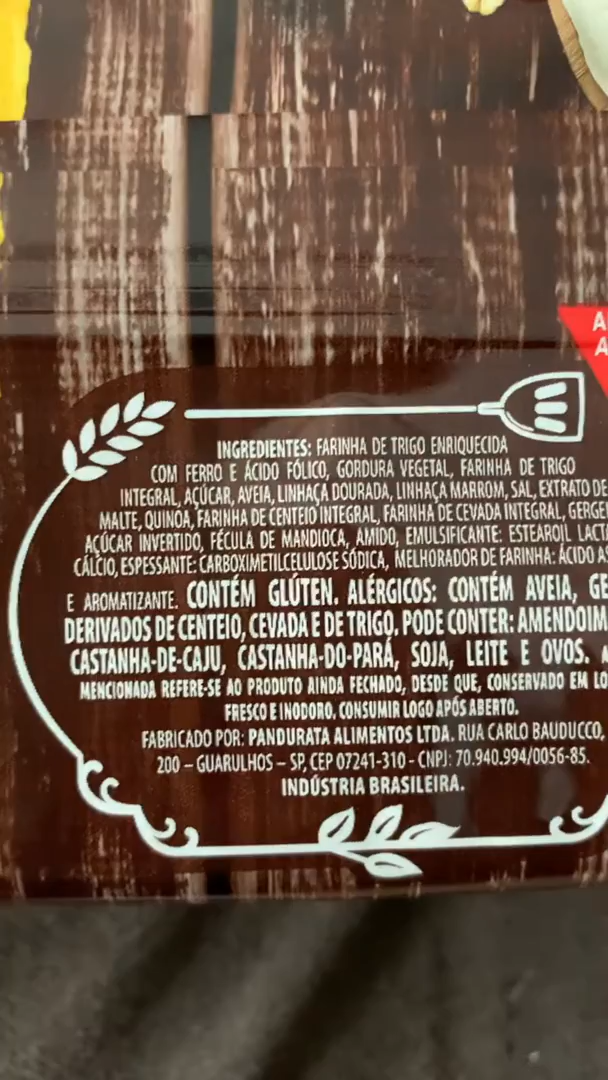 A
A
INGREDIENTES: FARINHA DE TRIGO ENRIQUECIDA
COM FERRO E ÁCIDO FÓLICO, GORDURA VEGETAL, FARINHA DE TRIGO
INTEGRAL, AÇÚCAR, AVEIA, LINHAÇA DOURADA, LINHAÇA MARROM, SAL, EXTRATO DE
MALTE, QUINOA, FARINHA DE CENTEIO INTEGRAL, FARINHA DE CEVADA INTEGRAL, GERGE
AÇÚCAR INVERTIDO, FÉCULA DE MANDIOCA, AMIDO, EMULSIFICANTE: ESTEAROIL LACT
CÁLCIO, ESPESSANTE: CARBOXIMETILCELULOSE SÓDICA, MELHORADOR DE FARINHA: ÁCIDO AS
E AROMATIZANTE. CONTÉM GLÚTEN. ALÉRGICOS: CONTÉM AVEIA, GE
DERIVADOS DE CENTEIO, CEVADA E DE TRIGO. PODE CONTER: AMENDOIM
CASTANHA-DE-CAJU, CASTANHA-DO-PARÁ, SOJA, LEITE E OVOS. A
MENCIONADA REFERE-SE AO PRODUTO AINDA FECHADO, DESDE QUE, CONSERVADO EM LO
FRESCO E INODORO. CONSUMIR LOGO APÓS ABERTO.
FABRICADO POR: PANDURATA ALIMENTOS LTDA. RUA CARLO BAUDUCCO,
200 – GUARULHOS – SP, CEP 07241-310 - CNPJ: 70.940.994/0056-85.
INDÚSTRIA BRASILEIRA.